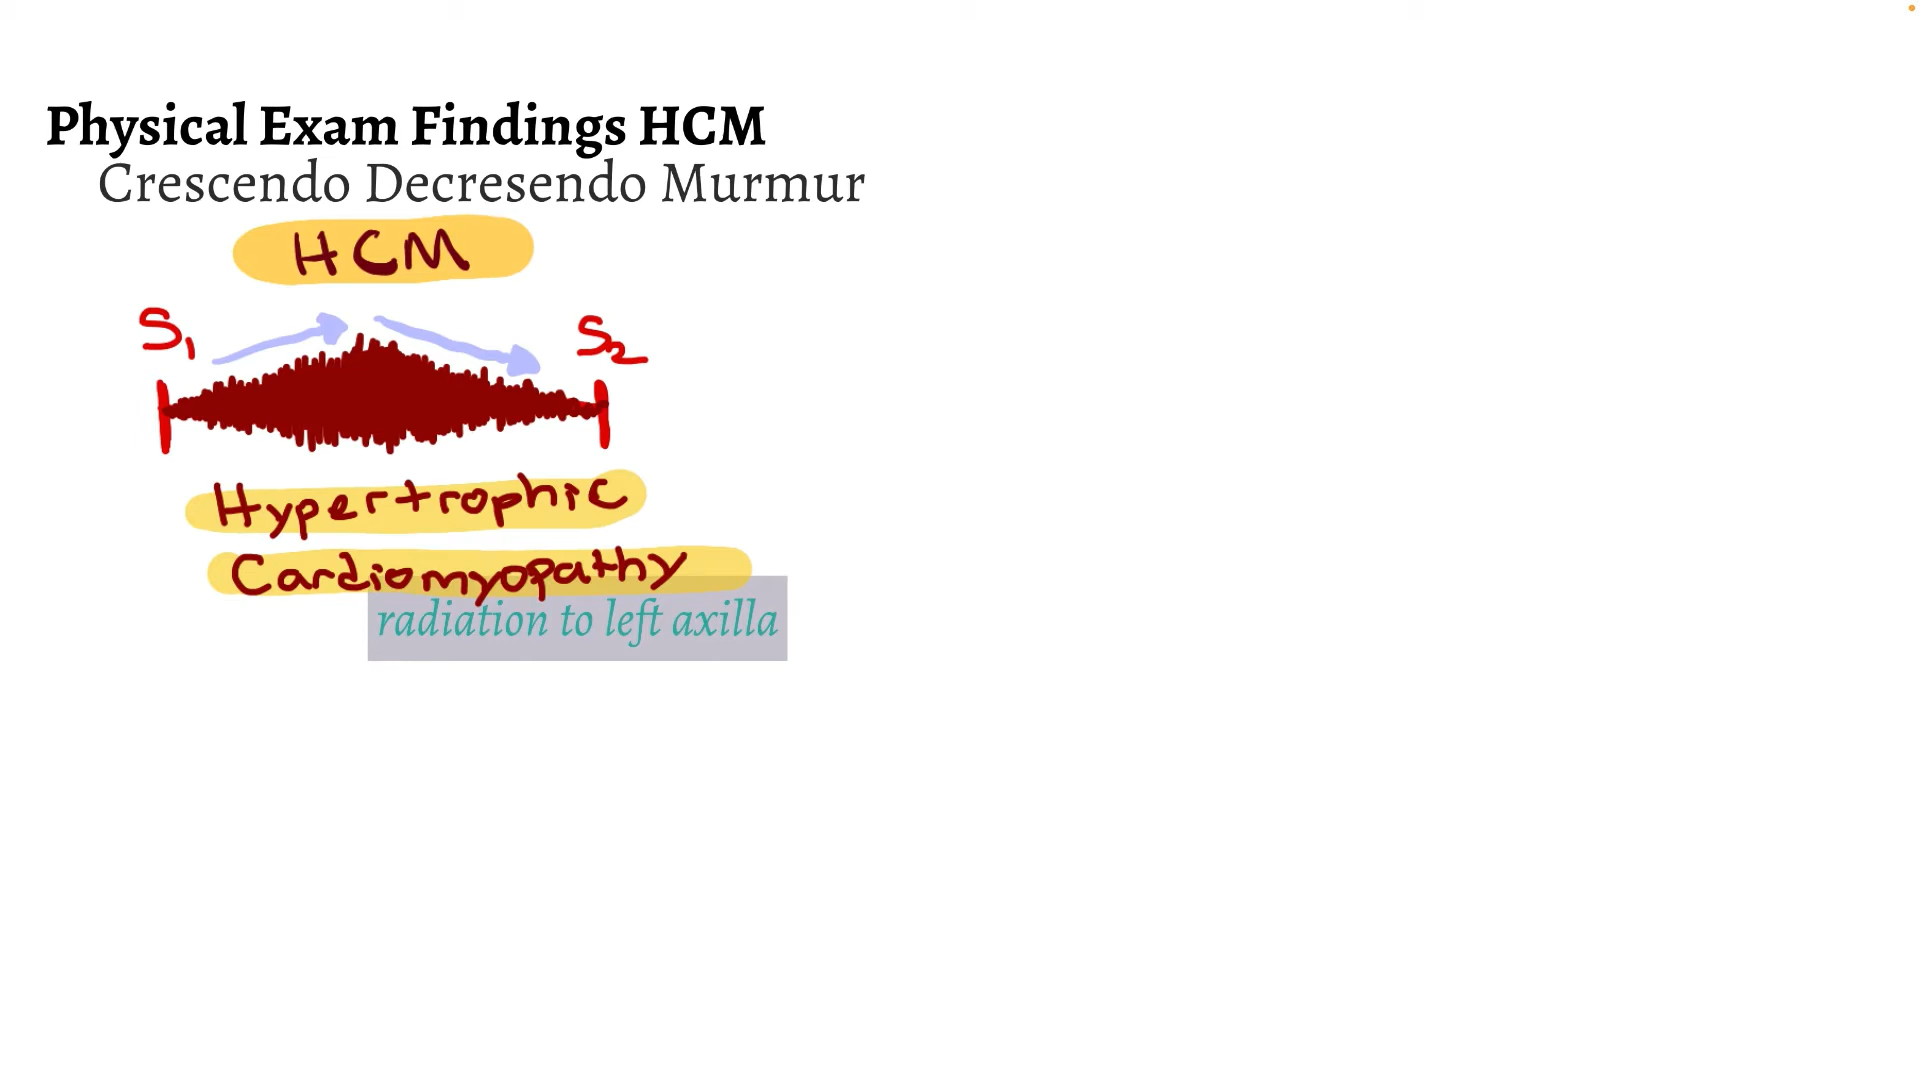 Physical Exam Findings HCM
Crescendo Decresendo Murmur
HCM
S1
S2
Hypertrophic
Cardiomyopathy
radiation to left axilla